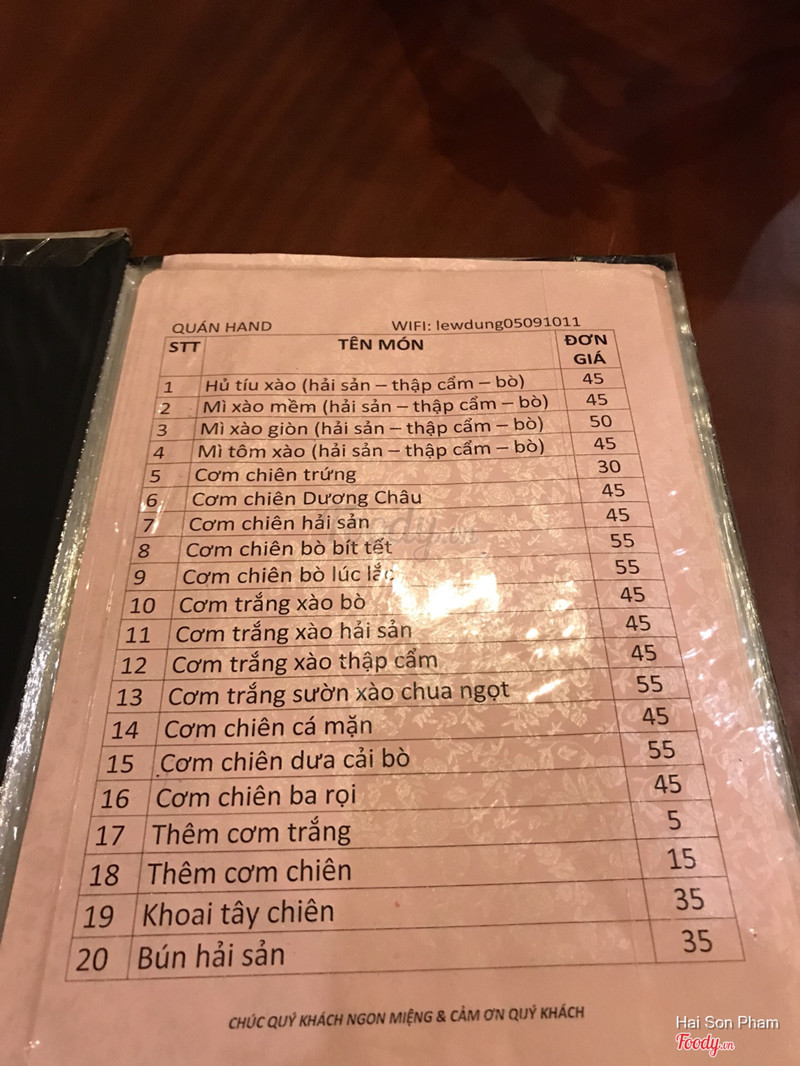 QUÁN HAND WIFI: lewdung05091011
STT TÊN MÓN ĐƠN GIÁ
1 Hủ tíu xào (hải sản – thập cẩm – bò) 45
2 Mì xào mềm (hải sản – thập cẩm – bò) 45
3 Mì xào giòn (hải sản – thập cẩm – bò) 50
4 Mì tôm xào (hải sản – thập cẩm – bò) 45
5 Cơm chiên trứng 30
6 Cơm chiên Dương Châu 45
7 Cơm chiên hải sản 45
8 Cơm chiên bò bít tết 55
9 Cơm chiên bò lúc lắc 55
10 Cơm trắng xào bò 45
11 Cơm trắng xào hải sản 45
12 Cơm trắng xào thập cẩm 45
13 Cơm trắng sườn xào chua ngọt 55
14 Cơm chiên cá mặn 45
15 Cơm chiên dưa cải bò 55
16 Cơm chiên ba rọi 45
17 Thêm cơm trắng 5
18 Thêm cơm chiên 15
19 Khoai tây chiên 35
20 Bún hải sản 35
CHÚC QUÝ KHÁCH NGON MIỆNG & CẢM ƠN QUÝ KHÁCH
Foody.vn
Hai Son Pham
Foody.vn